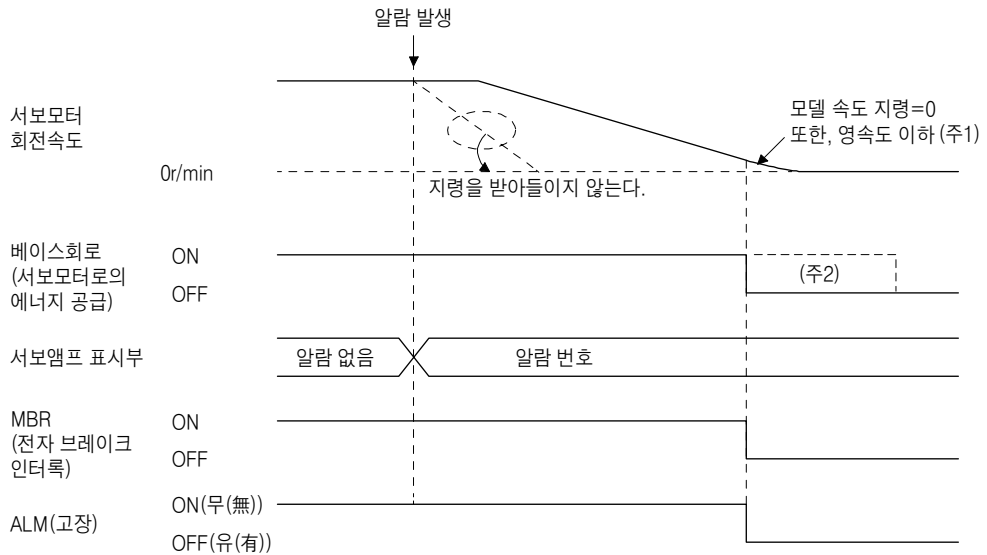 알람 발생
서보모터
회전속도
0r/min
모델 속도 지령=0
또한, 영속도 이하 (주1)
지령을 받아들이지 않는다.
베이스회로
(서보모터로의
에너지 공급)
ON
OFF
(주2)
서보앰프 표시부
알람 없음
알람 번호
MBR
(전자 브레이크
인터록)
ON
OFF
ALM(고장)
ON(무(無))
OFF(유(有))